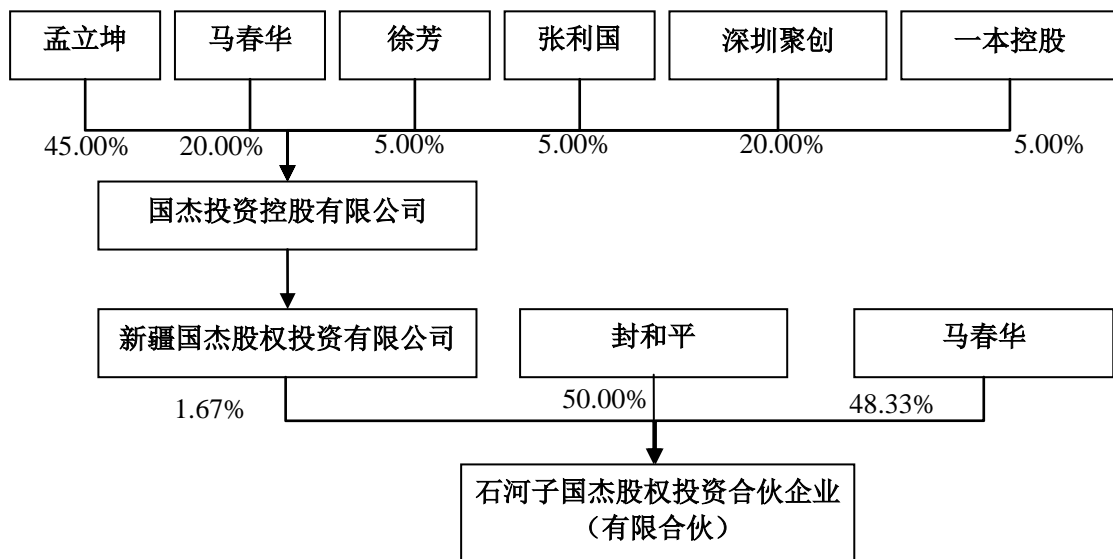 孟立坤
马春华
徐芳
张利国
深圳聚创
一本控股
45.00%
20.00%
5.00%
5.00%
20.00%
5.00%
国杰投资控股有限公司
新疆国杰股权投资有限公司
封和平
马春华
1.67%
50.00%
48.33%
石河子国杰股权投资合伙企业
（有限合伙）